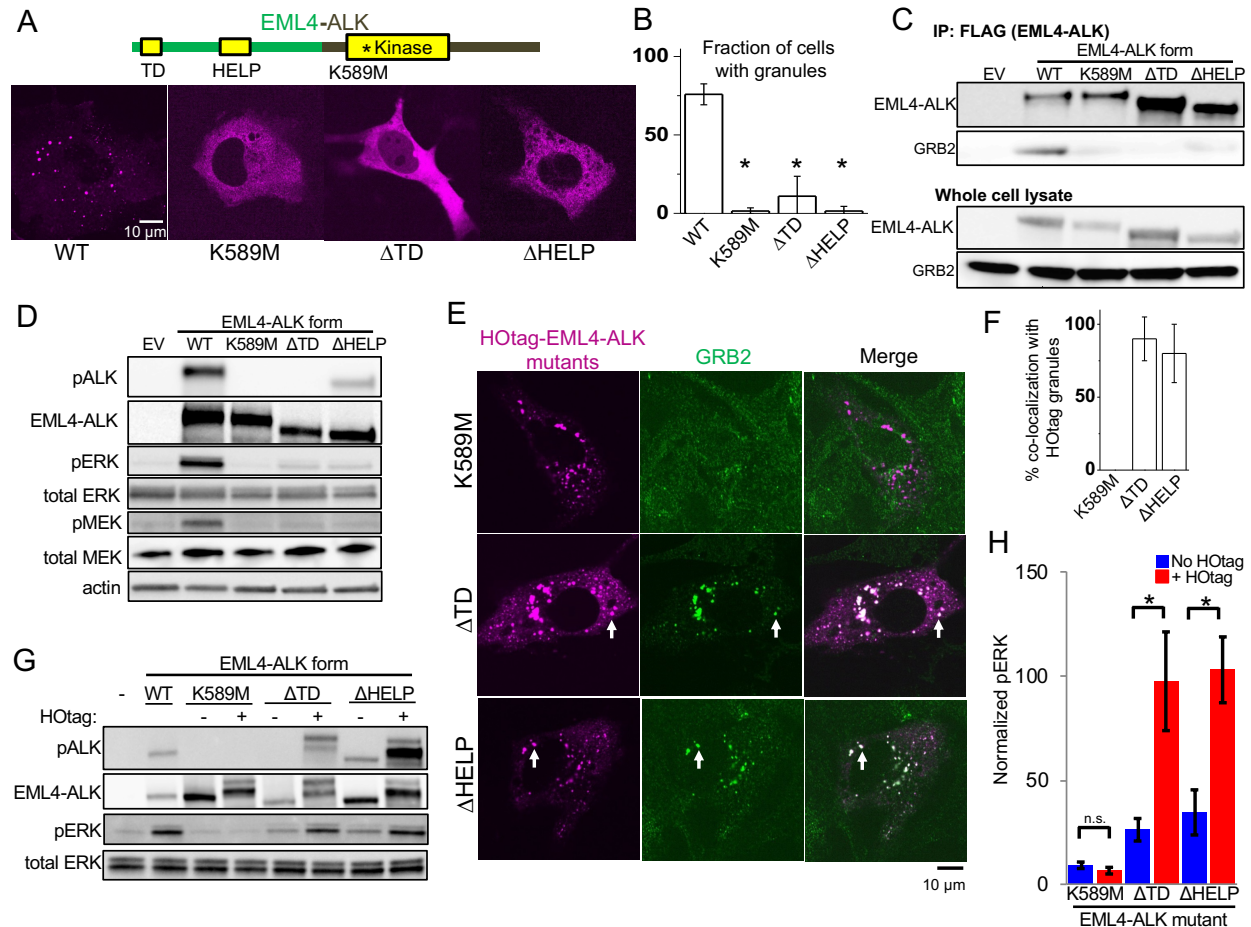 A
EML4-ALK
* Kinase
TD
HELP
K589M
10 µm
WT
K589M
ΔTD
ΔHELP
B
Fraction of cells
with granules
100
50
0
*
*
*
WT
K589M
ΔTD
ΔHELP
C
IP: FLAG (EML4-ALK)
EML4-ALK form
EV
WT
K589M
ΔTD
ΔHELP
EML4-ALK
GRB2
Whole cell lysate
EML4-ALK
GRB2
D
EML4-ALK form
EV
WT
K589M
ΔTD
ΔHELP
pALK
EML4-ALK
pERK
total ERK
pMEK
total MEK
actin
E
HOtag-EML4-ALK
mutants
GRB2
Merge
K589M
ΔTD
ΔHELP
10 µm
F
% co-localization with
HOtag granules
100
50
0
K589M
ΔTD
ΔHELP
G
EML4-ALK form
-
WT
K589M
ΔTD
ΔHELP
HOtag:
-
+
-
+
-
+
pALK
EML4-ALK
pERK
total ERK
H
No HOtag
+ HOtag
Normalized pERK
150
100
50
0
n.s.
*
*
K589M
ΔTD
ΔHELP
EML4-ALK mutant